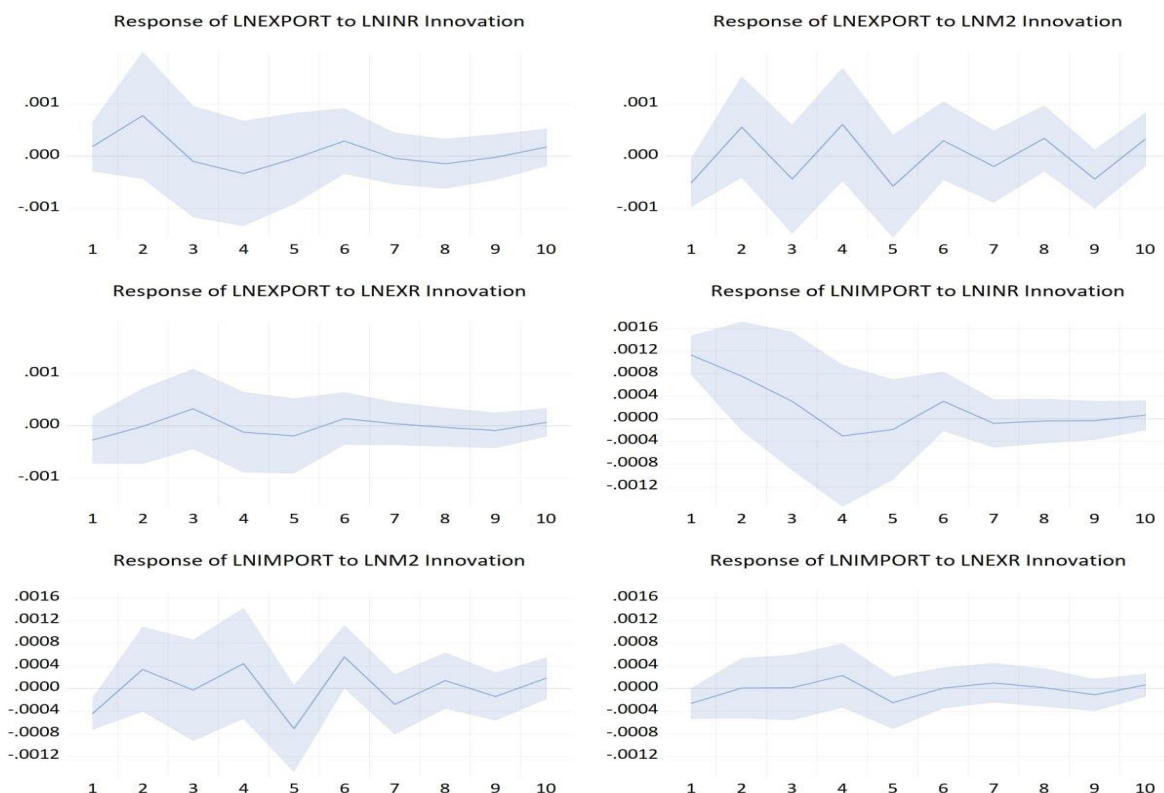 Response of LNEXPORT to LNINR Innovation
.001
.000
-.001
1 2 3 4 5 6 7 8 9 10
Response of LNEXPORT to LNM2 Innovation
.001
.000
-.001
1 2 3 4 5 6 7 8 9 10
Response of LNEXPORT to LNEXR Innovation
.001
.000
-.001
1 2 3 4 5 6 7 8 9 10
Response of LNIMPORT to LNINR Innovation
.0016
.0012
.0008
.0004
.0000
-.0004
-.0008
-.0012
1 2 3 4 5 6 7 8 9 10
Response of LNIMPORT to LNM2 Innovation
.0016
.0012
.0008
.0004
.0000
-.0004
-.0008
-.0012
1 2 3 4 5 6 7 8 9 10
Response of LNIMPORT to LNEXR Innovation
.0016
.0012
.0008
.0004
.0000
-.0004
-.0008
-.0012
1 2 3 4 5 6 7 8 9 10